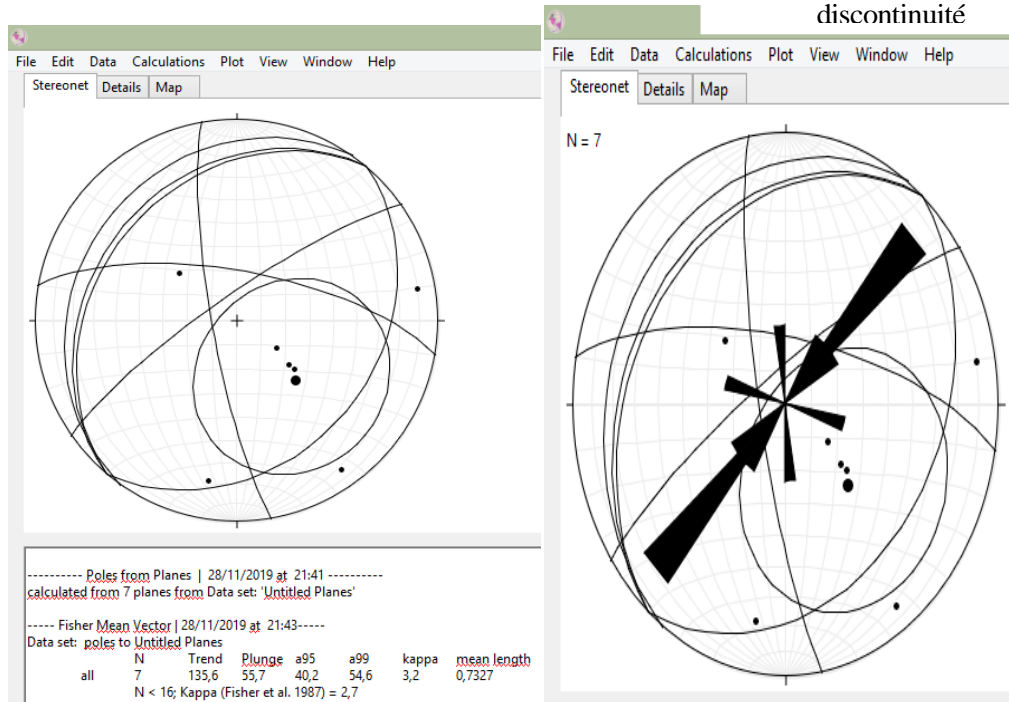 File Edit Data Calculations Plot View Window Help
Stereonet Details Map
---------- Poles from Planes | 28/11/2019 at 21:41 ----------
calculated from 7 planes from Data set: 'Untitled Planes'
----- Fisher Mean Vector | 28/11/2019 at 21:43-----
Data set: poles to Untitled Planes
N Trend Plunge a95 a99 kappa mean length
all 7 135,6 55,7 40,2 54,6 3,2 0,7327
N < 16; Kappa (Fisher et al. 1987) = 2,7
discontinuité
File Edit Data Calculations Plot View Window Help
Stereonet Details Map
N = 7